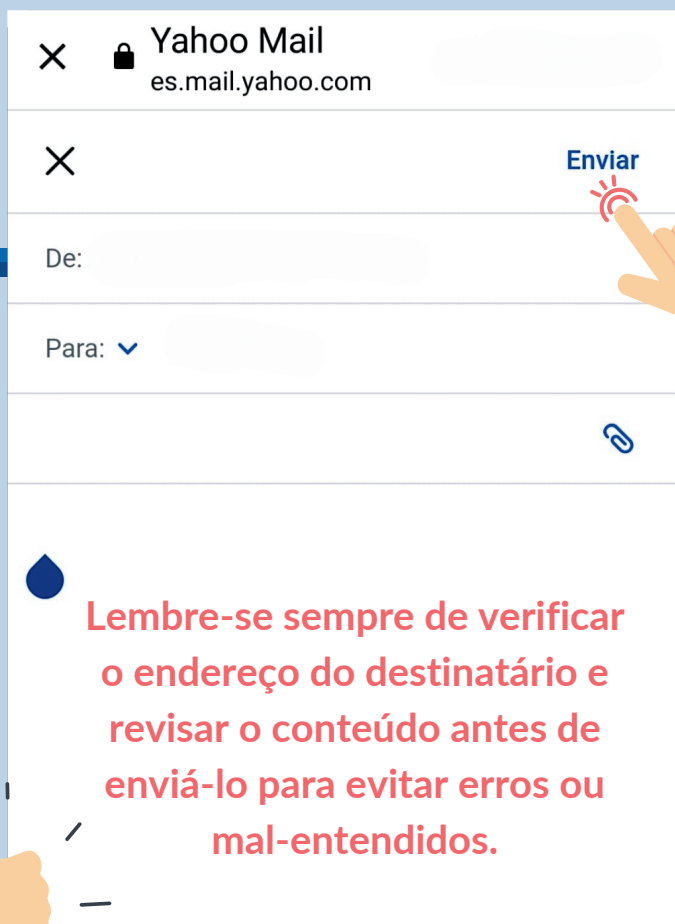 Yahoo Mail
es.mail.yahoo.com
Enviar
De:
Para:
Lembre-se sempre de verificar
o endereço do destinatário e
revisar o conteúdo antes de
enviá-lo para evitar erros ou
mal-entendidos.